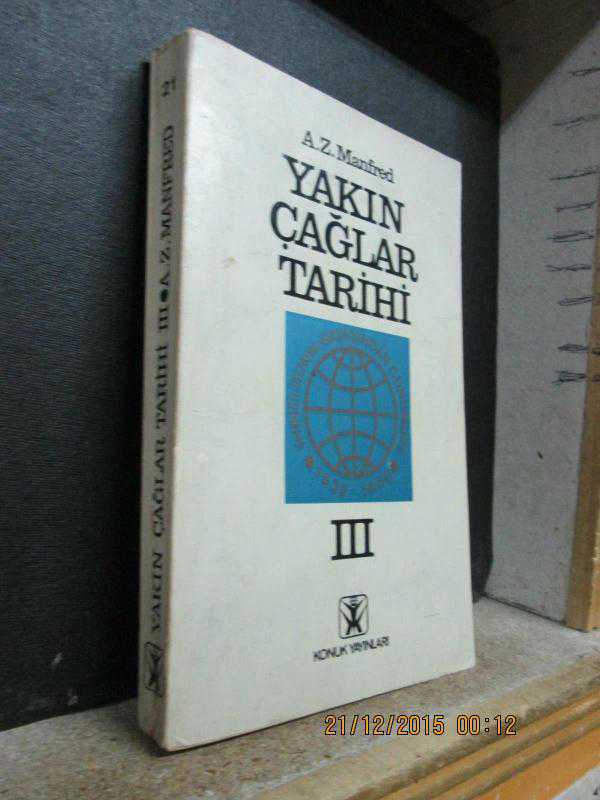 A.Z.Manfred
YAKIN
ÇAĞLAR
TARİHİ
III
KONUK YAYINLARI
YAKIN ÇAĞLAR TARİHİ III • A.Z. MANFRED 21
21/12/2015 00:12